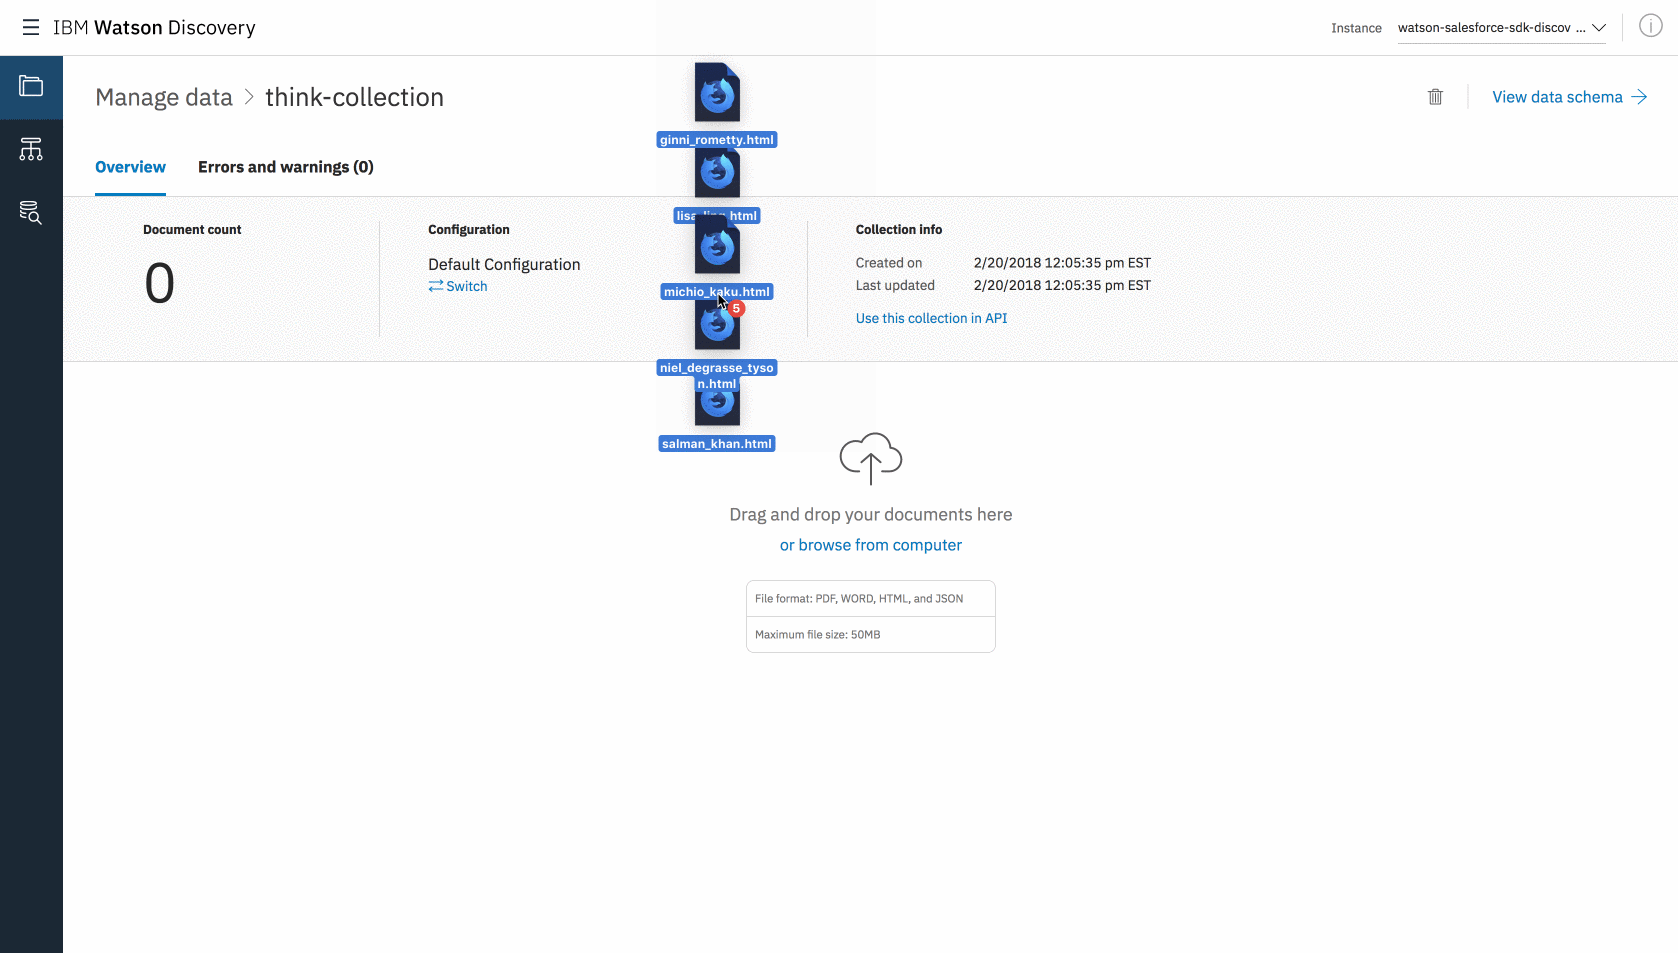 IBM Watson Discovery
Instance
watson-salesforce-sdk-discov ...
Manage data > think-collection
View data schema
ginni_rometty.html
Overview
Errors and warnings (0)
html
Document count
0
Configuration
Default Configuration
Switch
michio_kaku.html
5
niel_degrasse_tyso
n.html
salman_khan.html
Collection info
Created on 2/20/2018 12:05:35 pm EST
Last updated 2/20/2018 12:05:35 pm EST
Use this collection in API
Drag and drop your documents here
or browse from computer
File format: PDF, WORD, HTML, and JSON
Maximum file size: 50MB